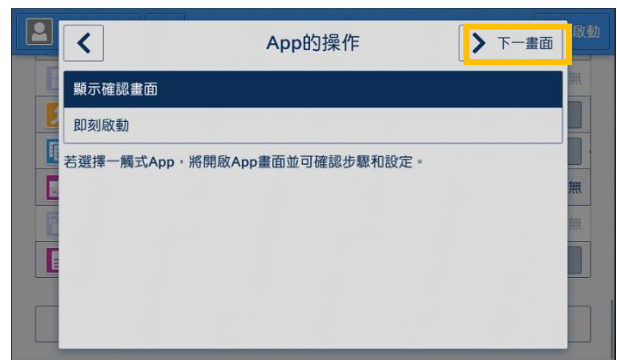 App的操作
下一畫面
啟動
顯示確認畫面
無
即刻啟動
若選擇一觸式App，將開啟App畫面並可確認步驟和設定。
無
無